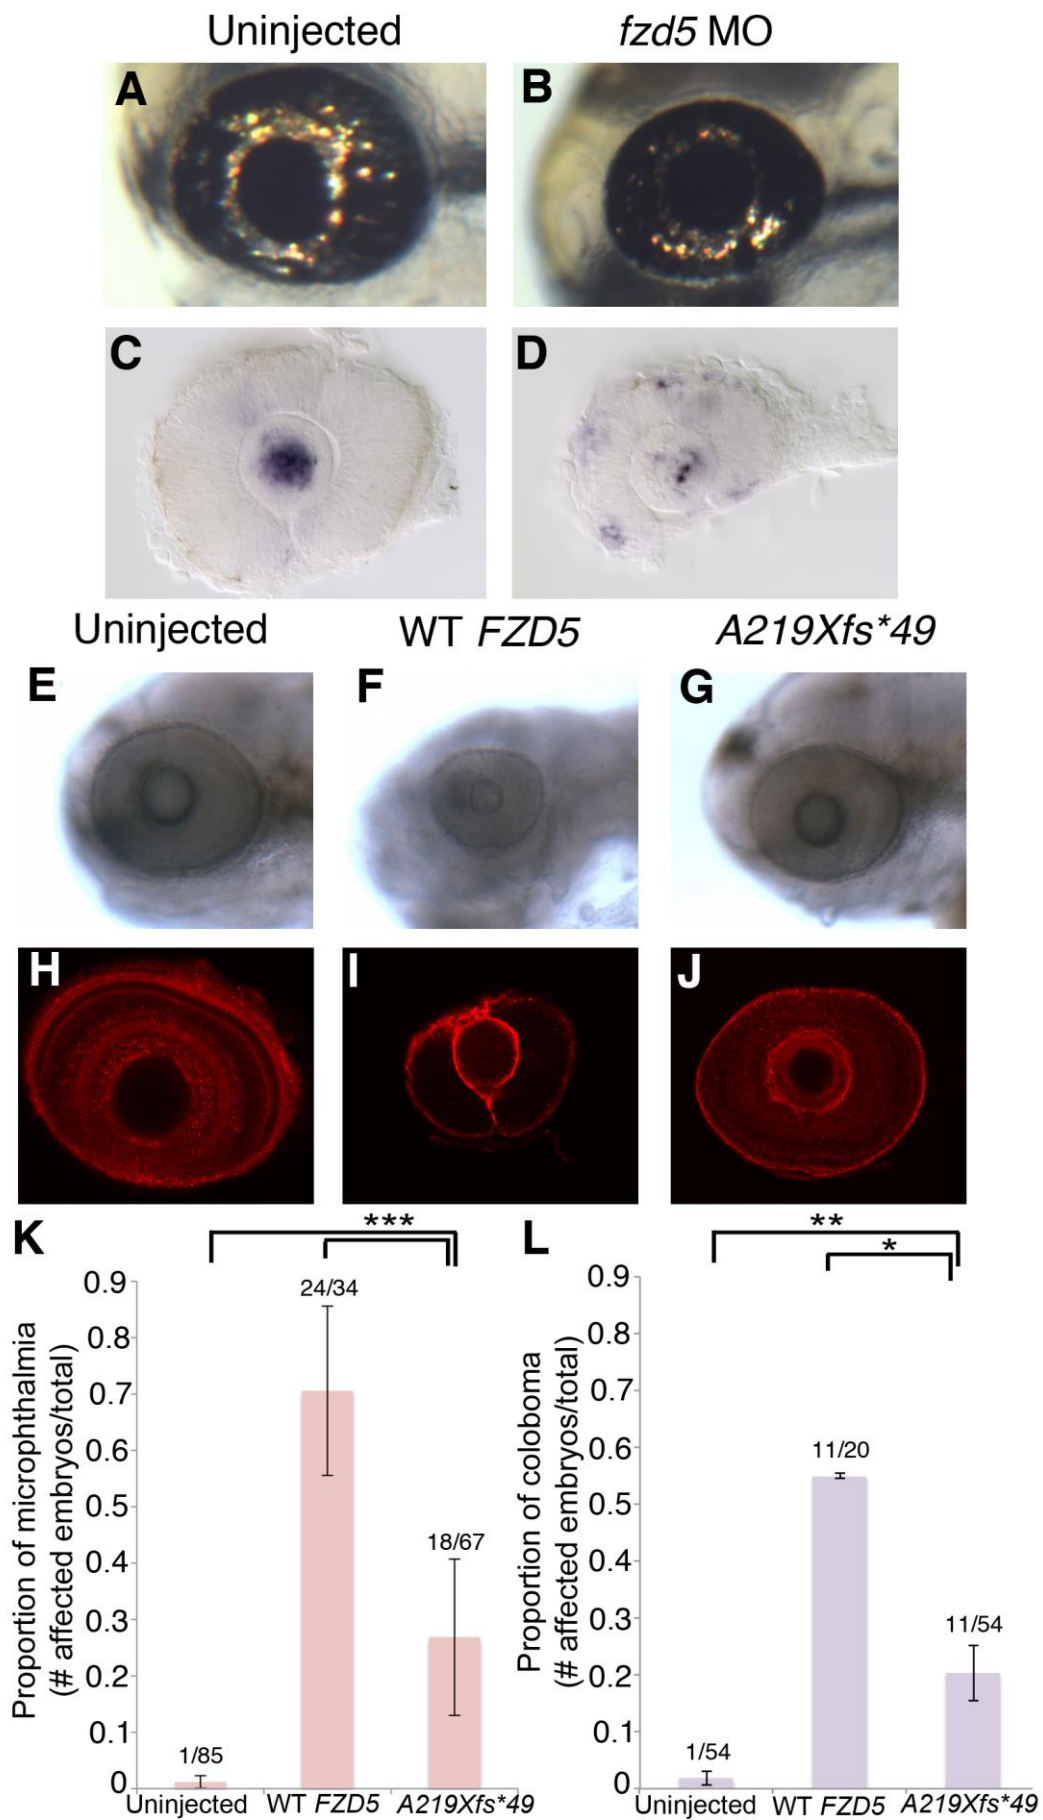 Uninjected fzd5 MO
A B
C D
Uninjected WT FZD5 A219Xfs*49
E F G
H I J
K *** L ** *
Proportion of microphthalmia
(# affected embryos/total)
0.9
0.8
0.7
0.6
0.5
0.4
0.3
0.2
0.1
0
24/34
18/67
1/85
Uninjected WT FZD5 A219Xfs*49
Proportion of coloboma
(# affected embryos/total)
0.9
0.8
0.7
0.6
0.5
0.4
0.3
0.2
0.1
0
11/20
11/54
1/54
Uninjected WT FZD5 A219Xfs*49